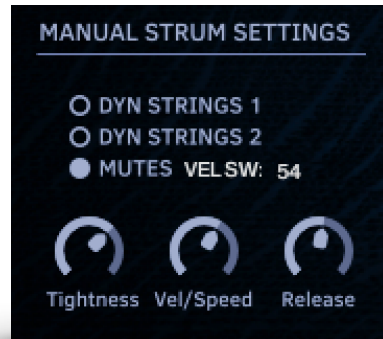 MANUAL STRUM SETTINGS
DYN STRINGS 1
DYN STRINGS 2
MUTES VEL SW: 54
Tightness Vel/Speed Release